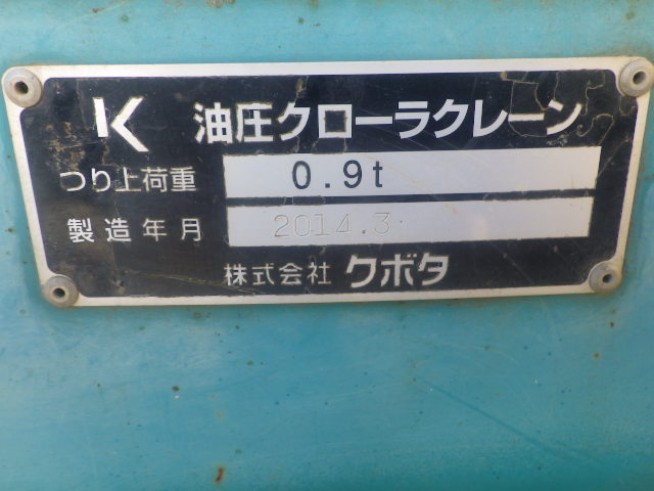 K 油圧クローラクレーン
つり上荷重 0.9t
製造年月 2014.3
株式会社 クボタ